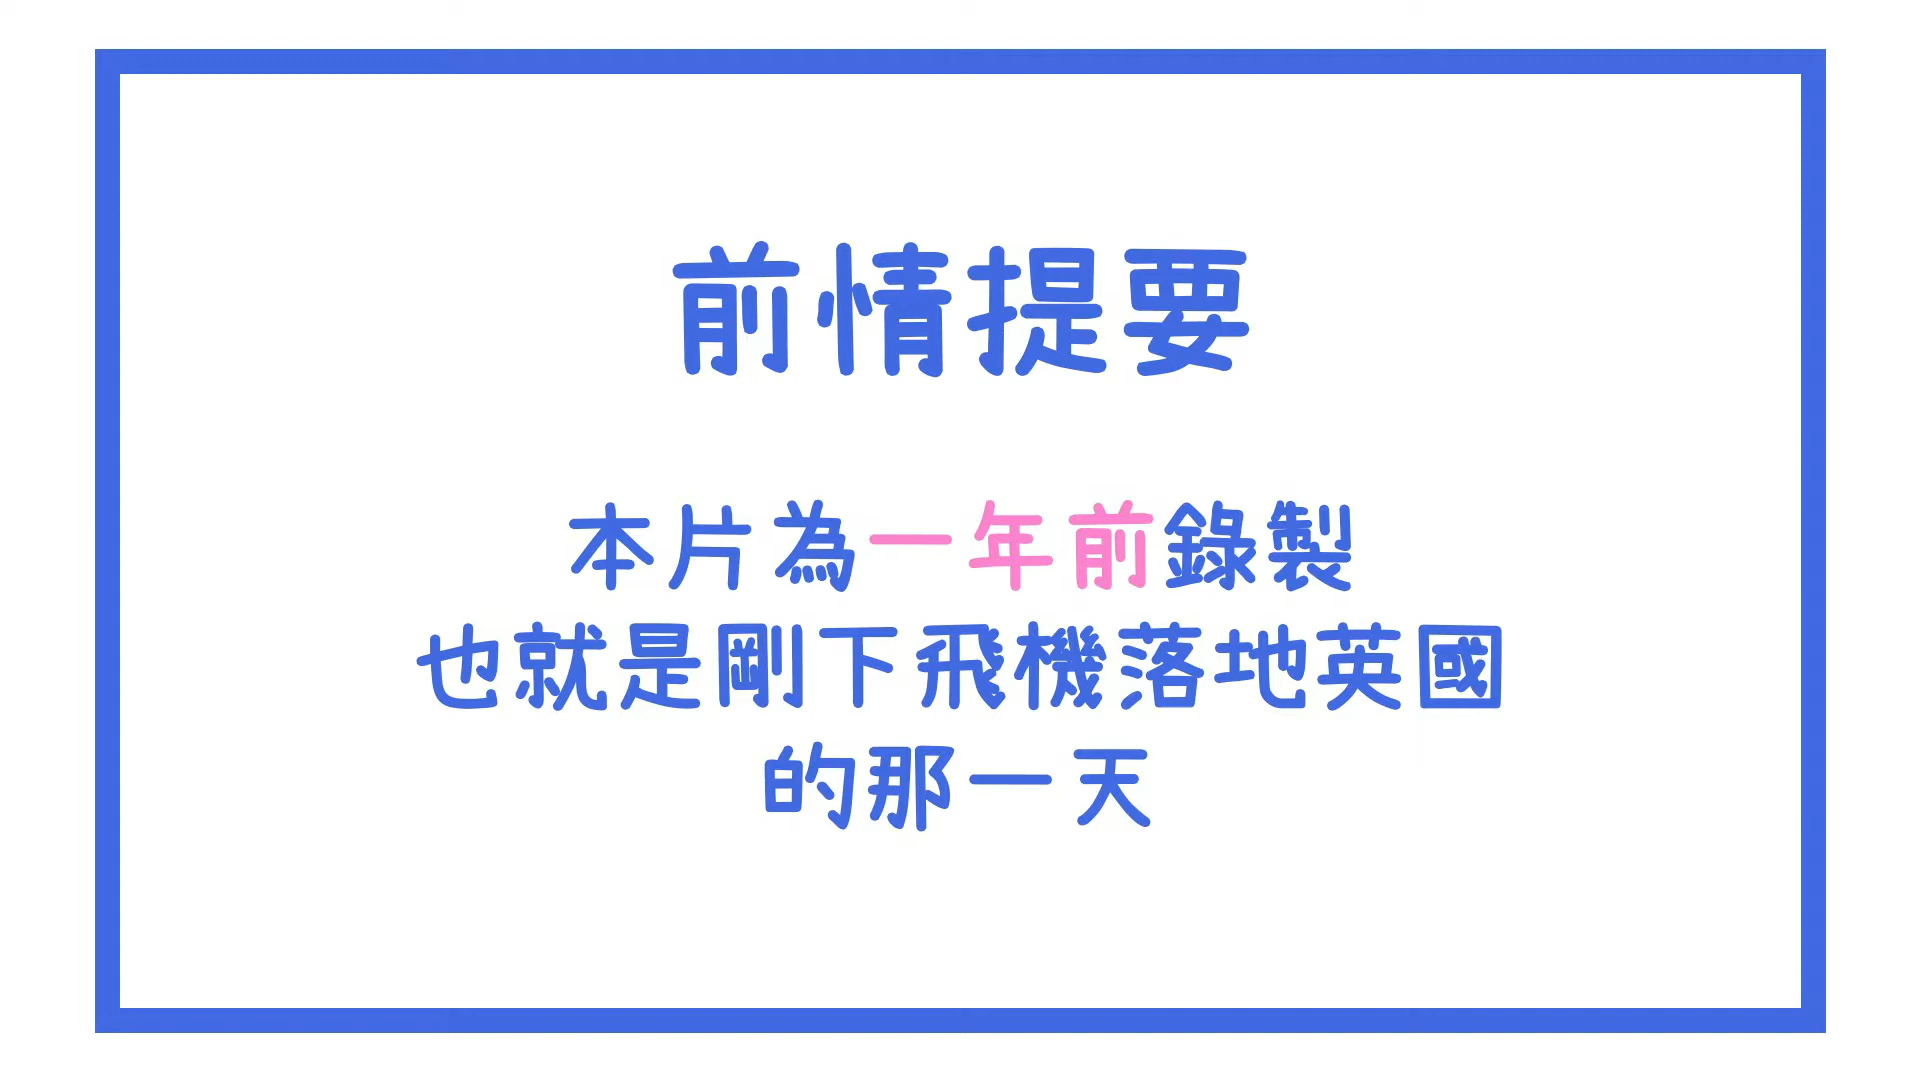 前情提要
本片為一年前錄製
也就是剛下飛機落地英國
的那一天